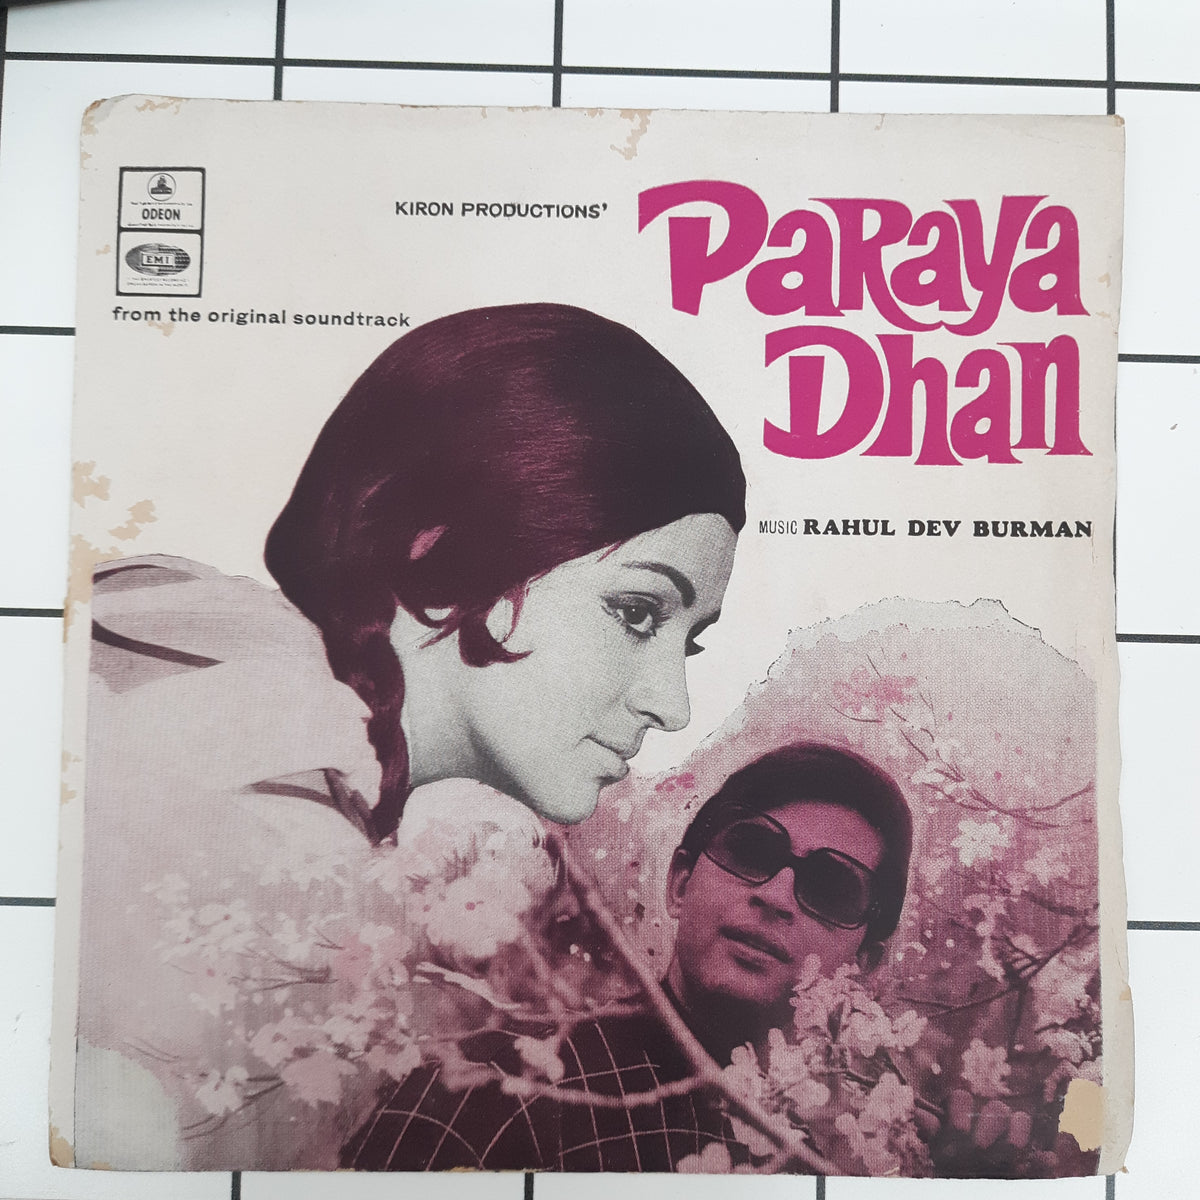 ODEON
EMI
from the original soundtrack
KIRON PRODUCTIONS'
PARAYA
DHAN
MUSIC RAHUL DEV BURMAN